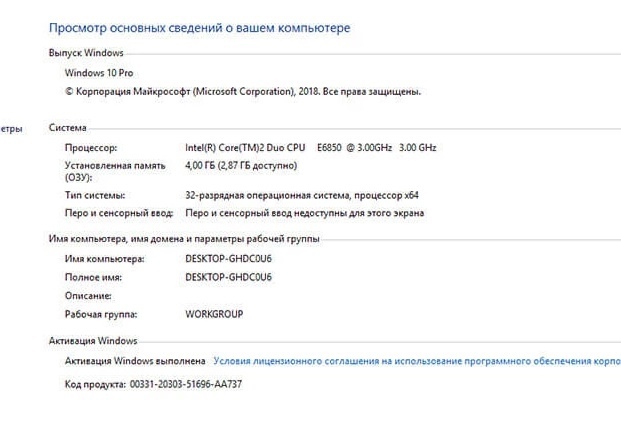 Просмотр основных сведений о вашем компьютере
Выпуск Windows
Windows 10 Pro
© Корпорация Майкрософт (Microsoft Corporation), 2018. Все права защищены.
етры
Система
Процессор: Intel(R) Core(TM)2 Duo CPU E6850 @ 3.00GHz 3.00 GHz
Установленная память 4,00 ГБ (2,87 ГБ доступно)
(ОЗУ):
Тип системы: 32-разрядная операционная система, процессор x64
Перо и сенсорный ввод: Перо и сенсорный ввод недоступны для этого экрана
Имя компьютера, имя домена и параметры рабочей группы
Имя компьютера: DESKTOP-GHDC0U6
Полное имя: DESKTOP-GHDC0U6
Описание:
Рабочая группа: WORKGROUP
Активация Windows
Активация Windows выполнена Условия лицензионного соглашения на использование программного обеспечения корпо
Код продукта: 00331-20303-51696-AA737